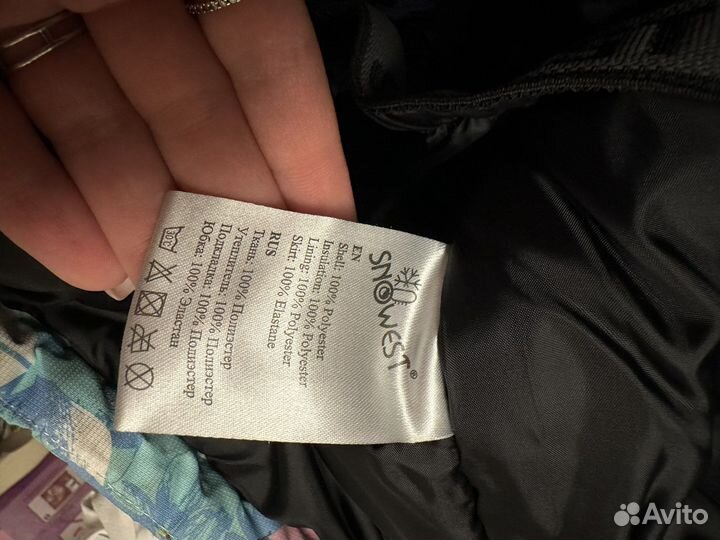 SNOWEST®
EN
Shell: 100% Polyester
Insulation: 100% Polyester
Lining: 100% Polyester
Skirt: 100% Elastane
RUS
Ткань: 100% Полиэстер
Утеплитель: 100% Полиэстер
Подкладка: 100% Полиэстер
Юбка: 100% Эластан
Avito